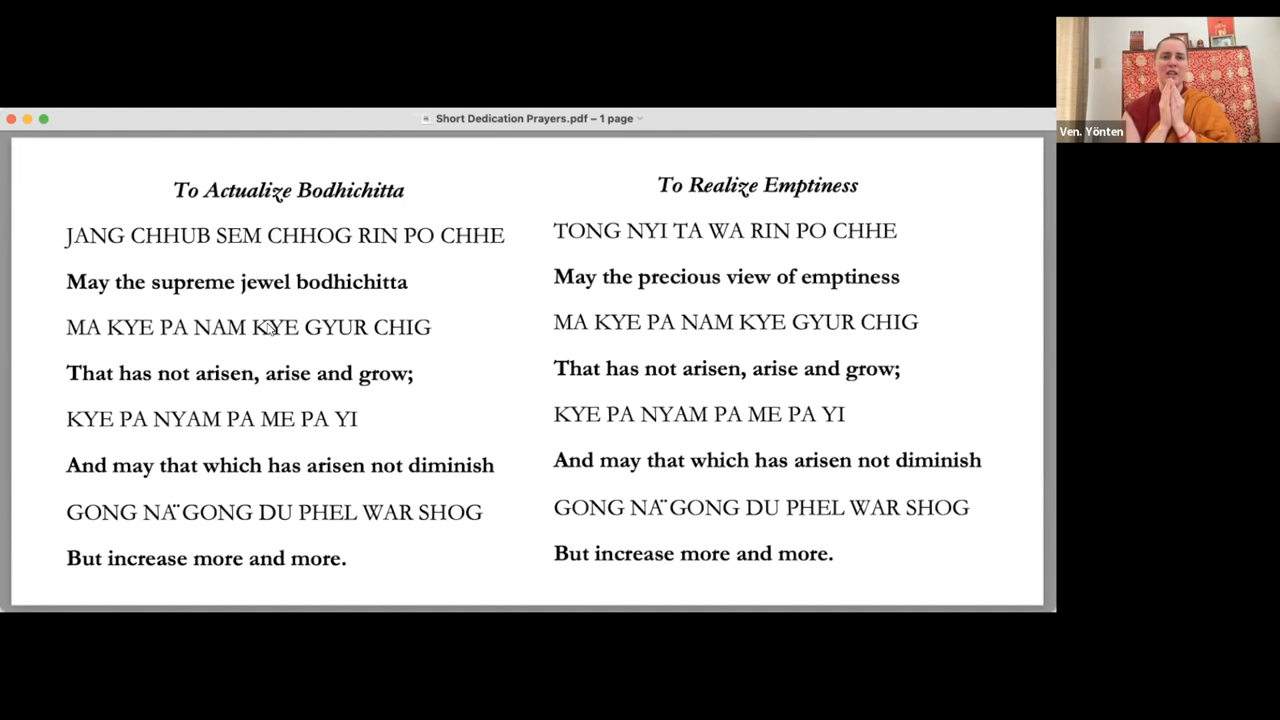 Short Dedication Prayers.pdf – 1 page
To Actualize Bodhichitta
JANG CHHUB SEM CHHOG RIN PO CHHE
May the supreme jewel bodhichitta
MA KYE PA NAM KYE GYUR CHIG
That has not arisen, arise and grow;
KYE PA NYAM PA ME PA YI
And may that which has arisen not diminish
GONG NA¨ GONG DU PHEL WAR SHOG
But increase more and more.
To Realize Emptiness
TONG NYI TA WA RIN PO CHHE
May the precious view of emptiness
MA KYE PA NAM KYE GYUR CHIG
That has not arisen, arise and grow;
KYE PA NYAM PA ME PA YI
And may that which has arisen not diminish
GONG NA¨ GONG DU PHEL WAR SHOG
But increase more and more.
Ven. Yönten